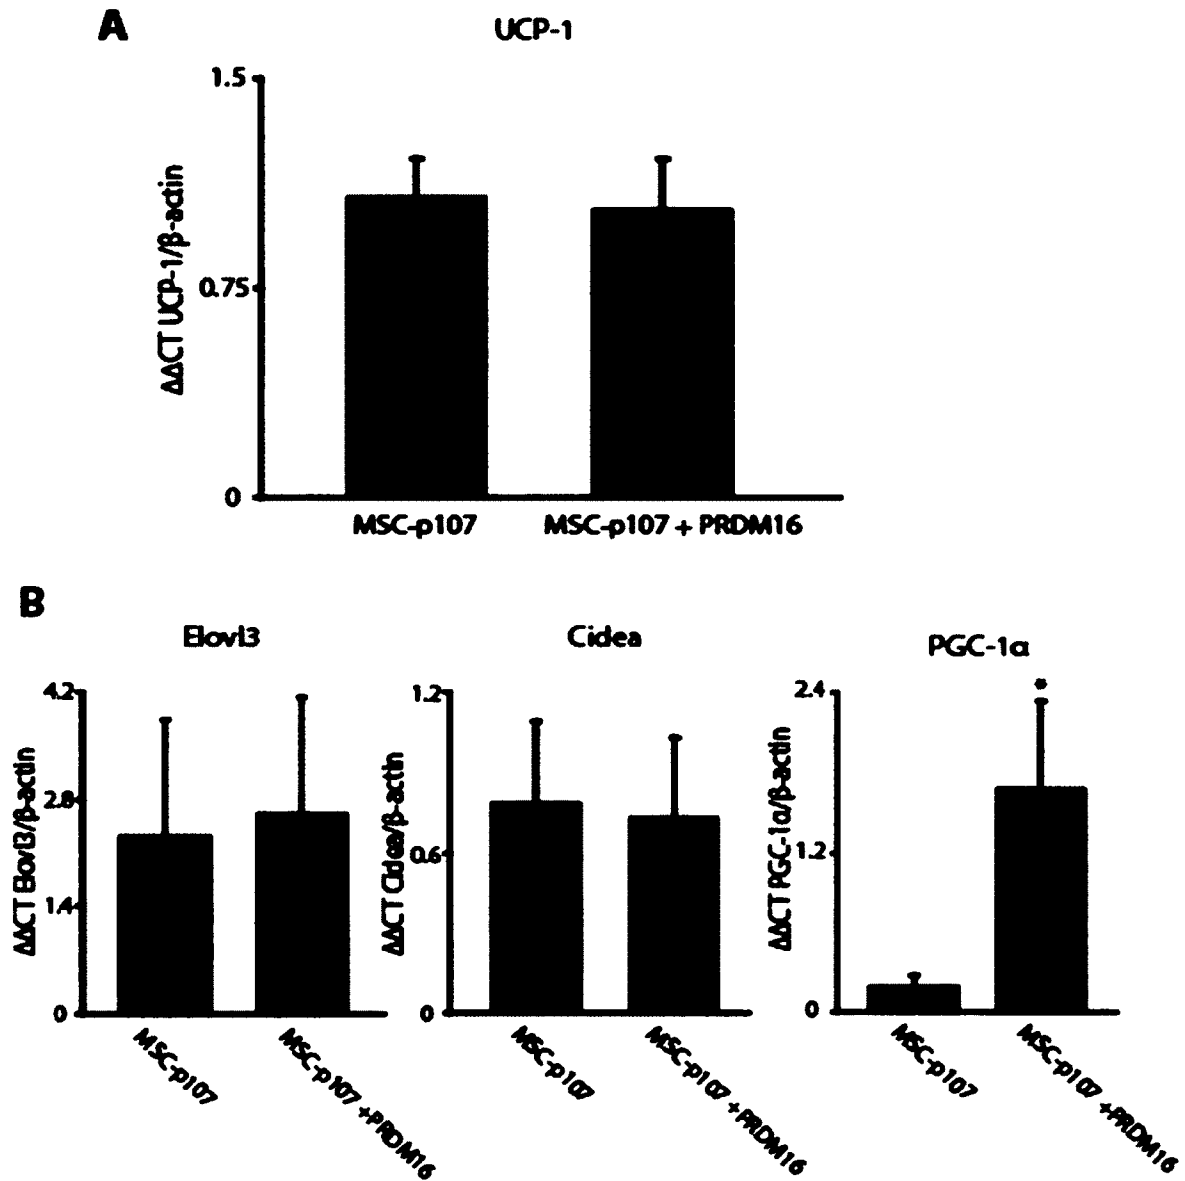 A
UCP-1
1.5
0.75
0
ΔΔCT UCP-1/β-actin
MSC-p107
MSC-p107 + PRDM16
B
Elovl3
4.2
2.8
1.4
0
ΔΔCT Elovl3/β-actin
MSC-p107
MSC-p107 +PRDM16
Cidea
1.2
0.6
0
ΔΔCT Cidea/β-actin
MSC-p107
MSC-p107 +PRDM16
PGC-1α
*
2.4
1.2
0
ΔΔCT PGC-1α/β-actin
MSC-p107
MSC-p107 +PRDM16